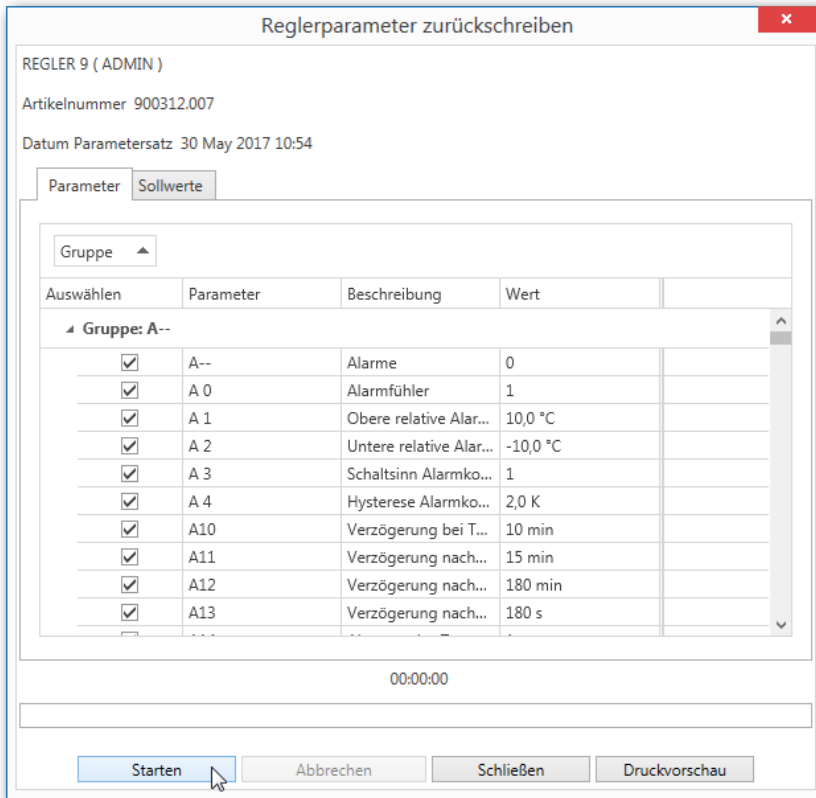 Reglerparameter zurückschreiben
REGLER 9 ( ADMIN )
Artikelnummer 900312.007
Datum Parametersatz 30 May 2017 10:54
Parameter Sollwerte
Gruppe
Auswählen Parameter Beschreibung Wert
Gruppe: A--
A-- Alarme 0
A 0 Alarmfühler 1
A 1 Obere relative Alar... 10,0 °C
A 2 Untere relative Alar... -10,0 °C
A 3 Schaltsinn Alarmko... 1
A 4 Hysterese Alarmko... 2,0 K
A10 Verzögerung bei T... 10 min
A11 Verzögerung nach... 15 min
A12 Verzögerung nach... 180 min
A13 Verzögerung nach... 180 s
00:00:00
Starten Abbrechen Schließen Druckvorschau